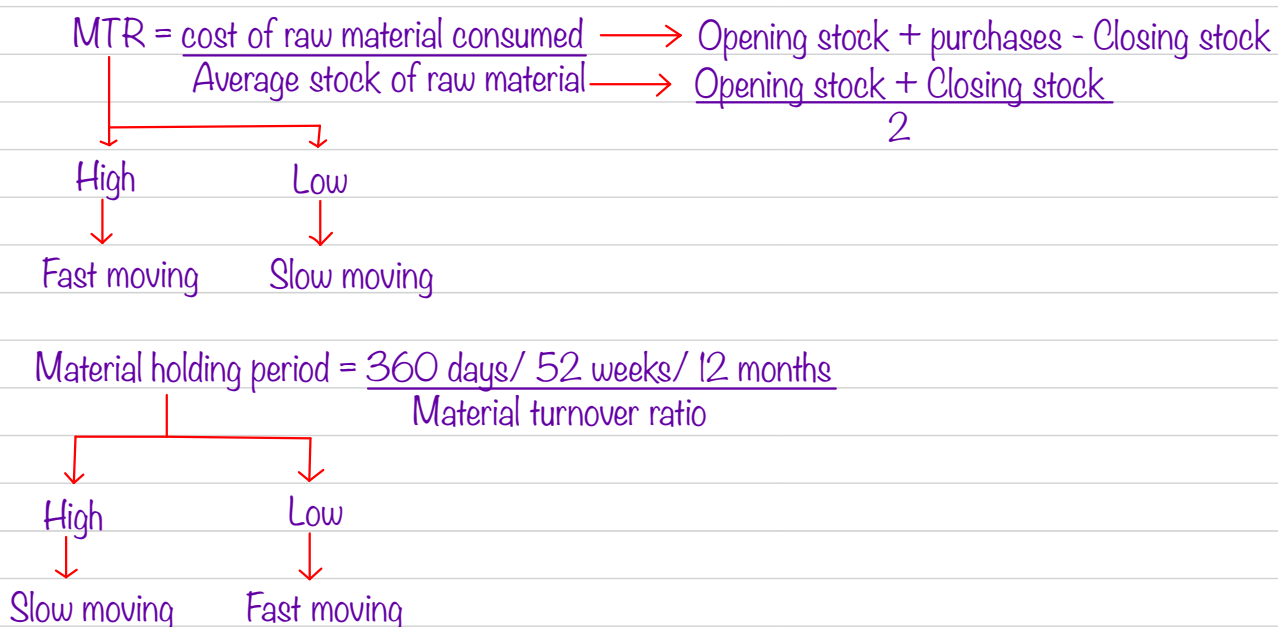 MTR = cost of raw material consumed → Opening stock + purchases - Closing stock
Average stock of raw material → Opening stock + Closing stock
2
High Low
Fast moving Slow moving
Material holding period = 360 days/ 52 weeks/ 12 months
Material turnover ratio
High Low
Slow moving Fast moving